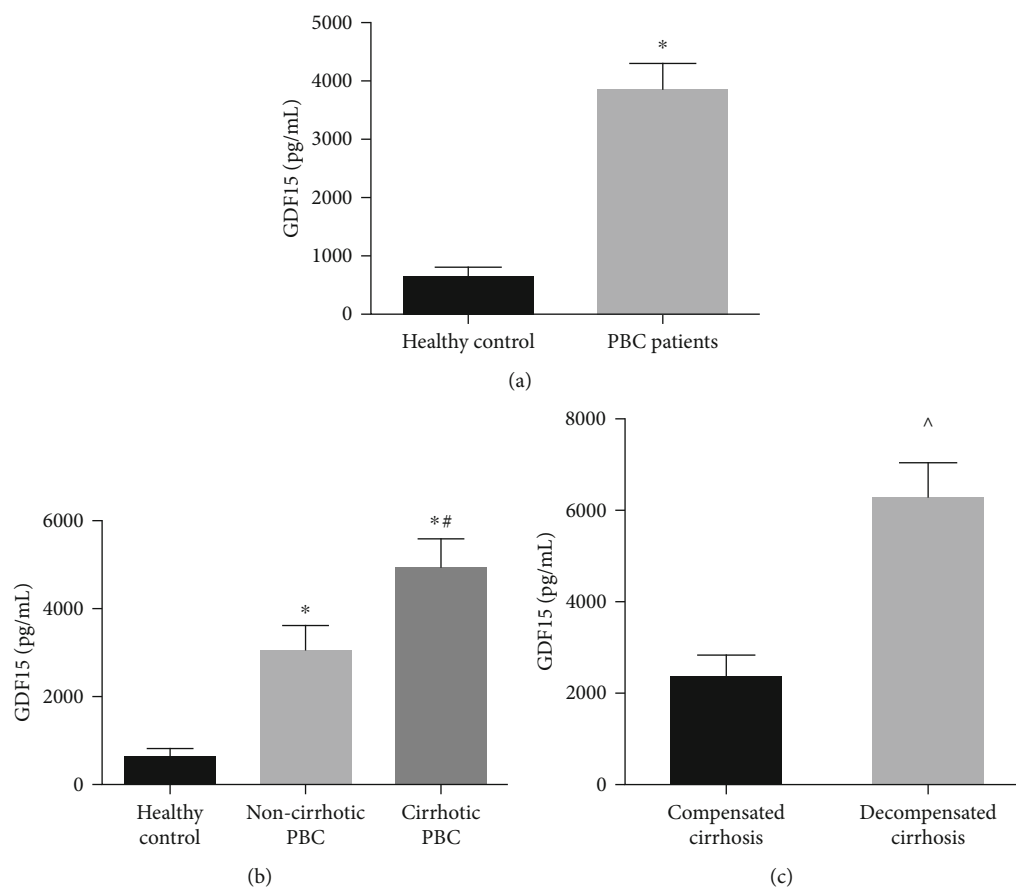 5000
4000
3000
2000
1000
0
GDF15 (pg/mL)
*
Healthy control
PBC patients
(a)
6000
4000
2000
0
GDF15 (pg/mL)
*
*#
Healthy
control
Non-cirrhotic
PBC
Cirrhotic
PBC
(b)
8000
6000
4000
2000
0
GDF15 (pg/mL)
^
Compensated
cirrhosis
Decompensated
cirrhosis
(c)